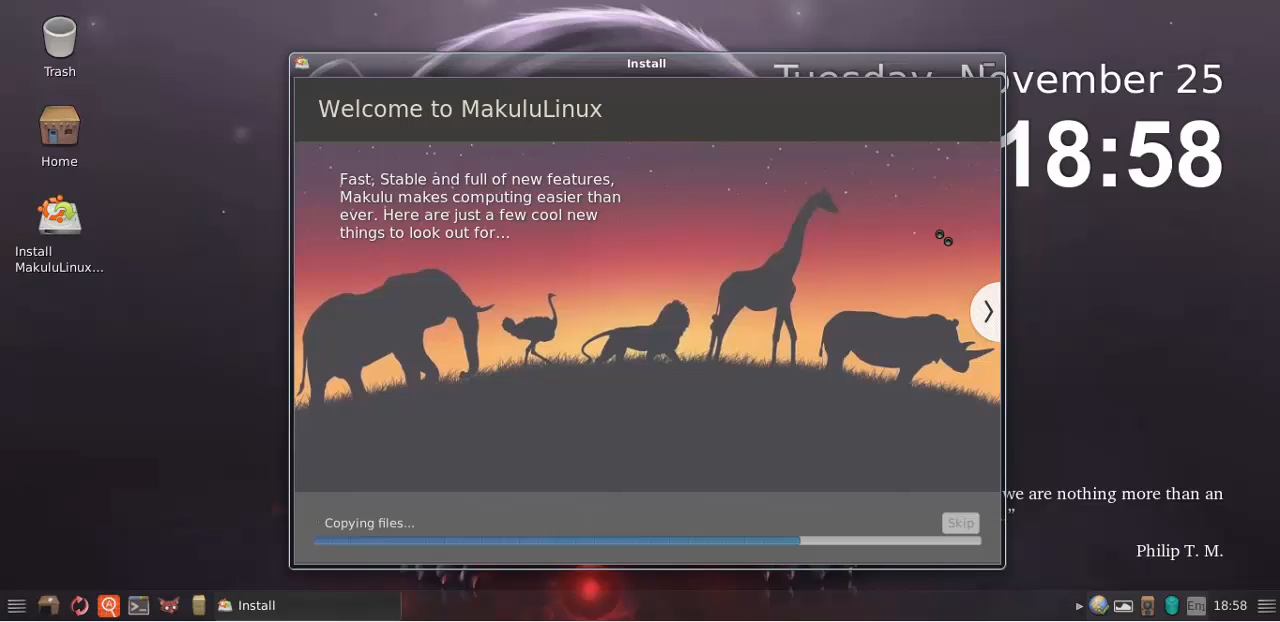 Trash
Home
Install
MakuluLinux...
Install
Tuesday, November 25
18:58
Welcome to MakuluLinux
Fast, Stable and full of new features,
Makulu makes computing easier than
ever. Here are just a few cool new
things to look out for...
we are nothing more than an
.”
Philip T. M.
Copying files...
Skip
Install
En
18:58